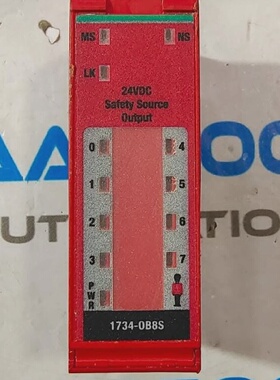 MS NS
LK
24VDC
Safety Source
Output
0 4
1 5
2 6
3 7
PWR
1734-OB8S